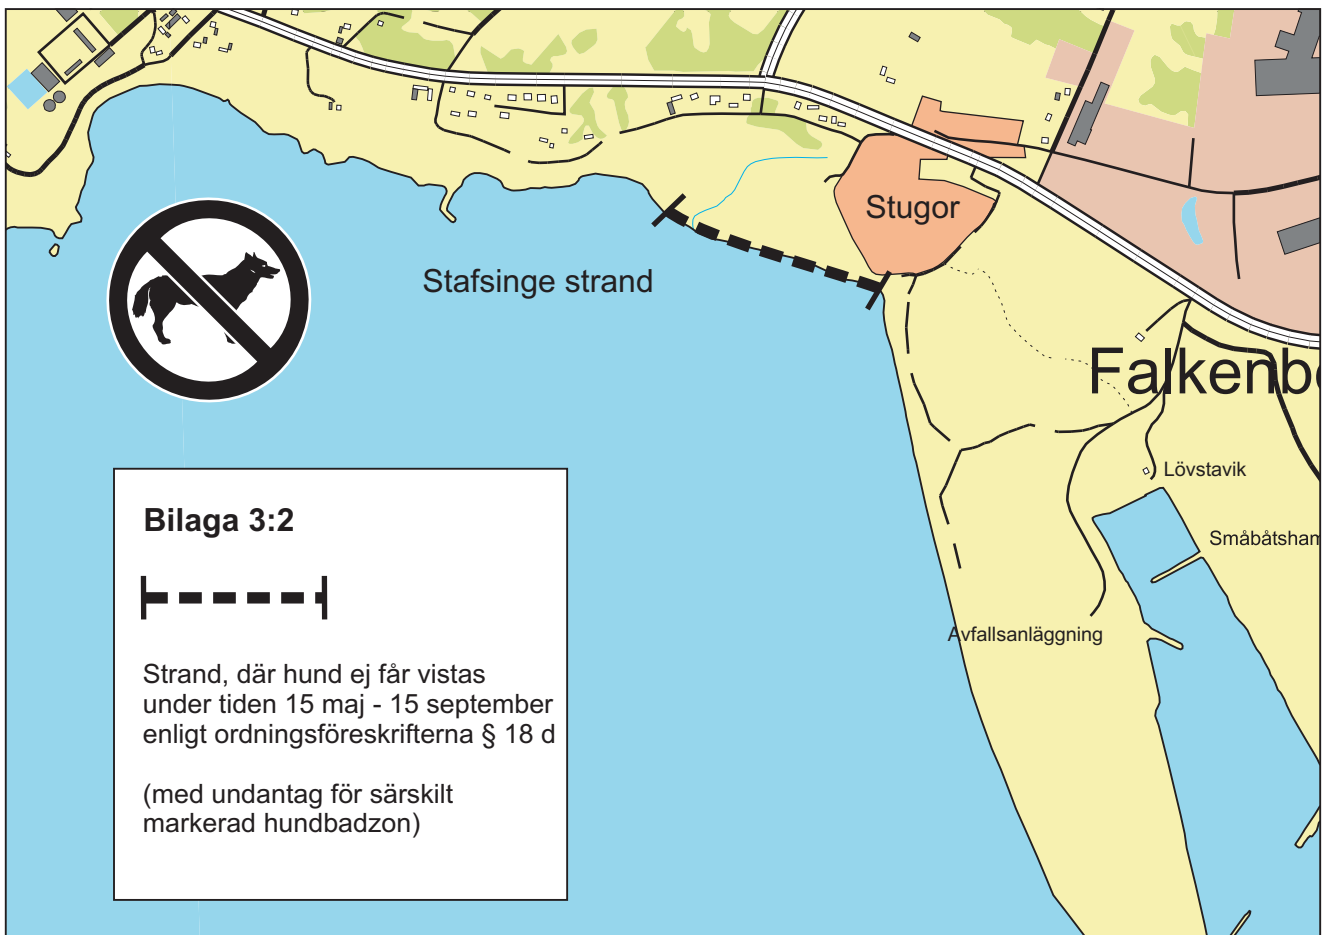 Stugor
Stafsinge strand
Falkenb
Lövstavik
Småbåtsham
Avfallsanläggning
Bilaga 3:2
Strand, där hund ej får vistas
under tiden 15 maj - 15 september
enligt ordningsföreskrifterna § 18 d
(med undantag för särskilt
markerad hundbadzon)